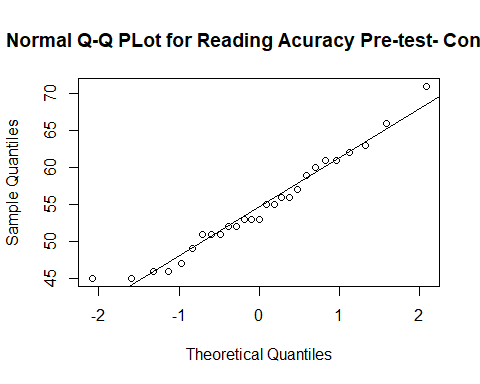 Normal Q-Q PLot for Reading Acuracy Pre-test- Con
70
65
60
55
50
45
Sample Quantiles
-2 -1 0 1 2
Theoretical Quantiles